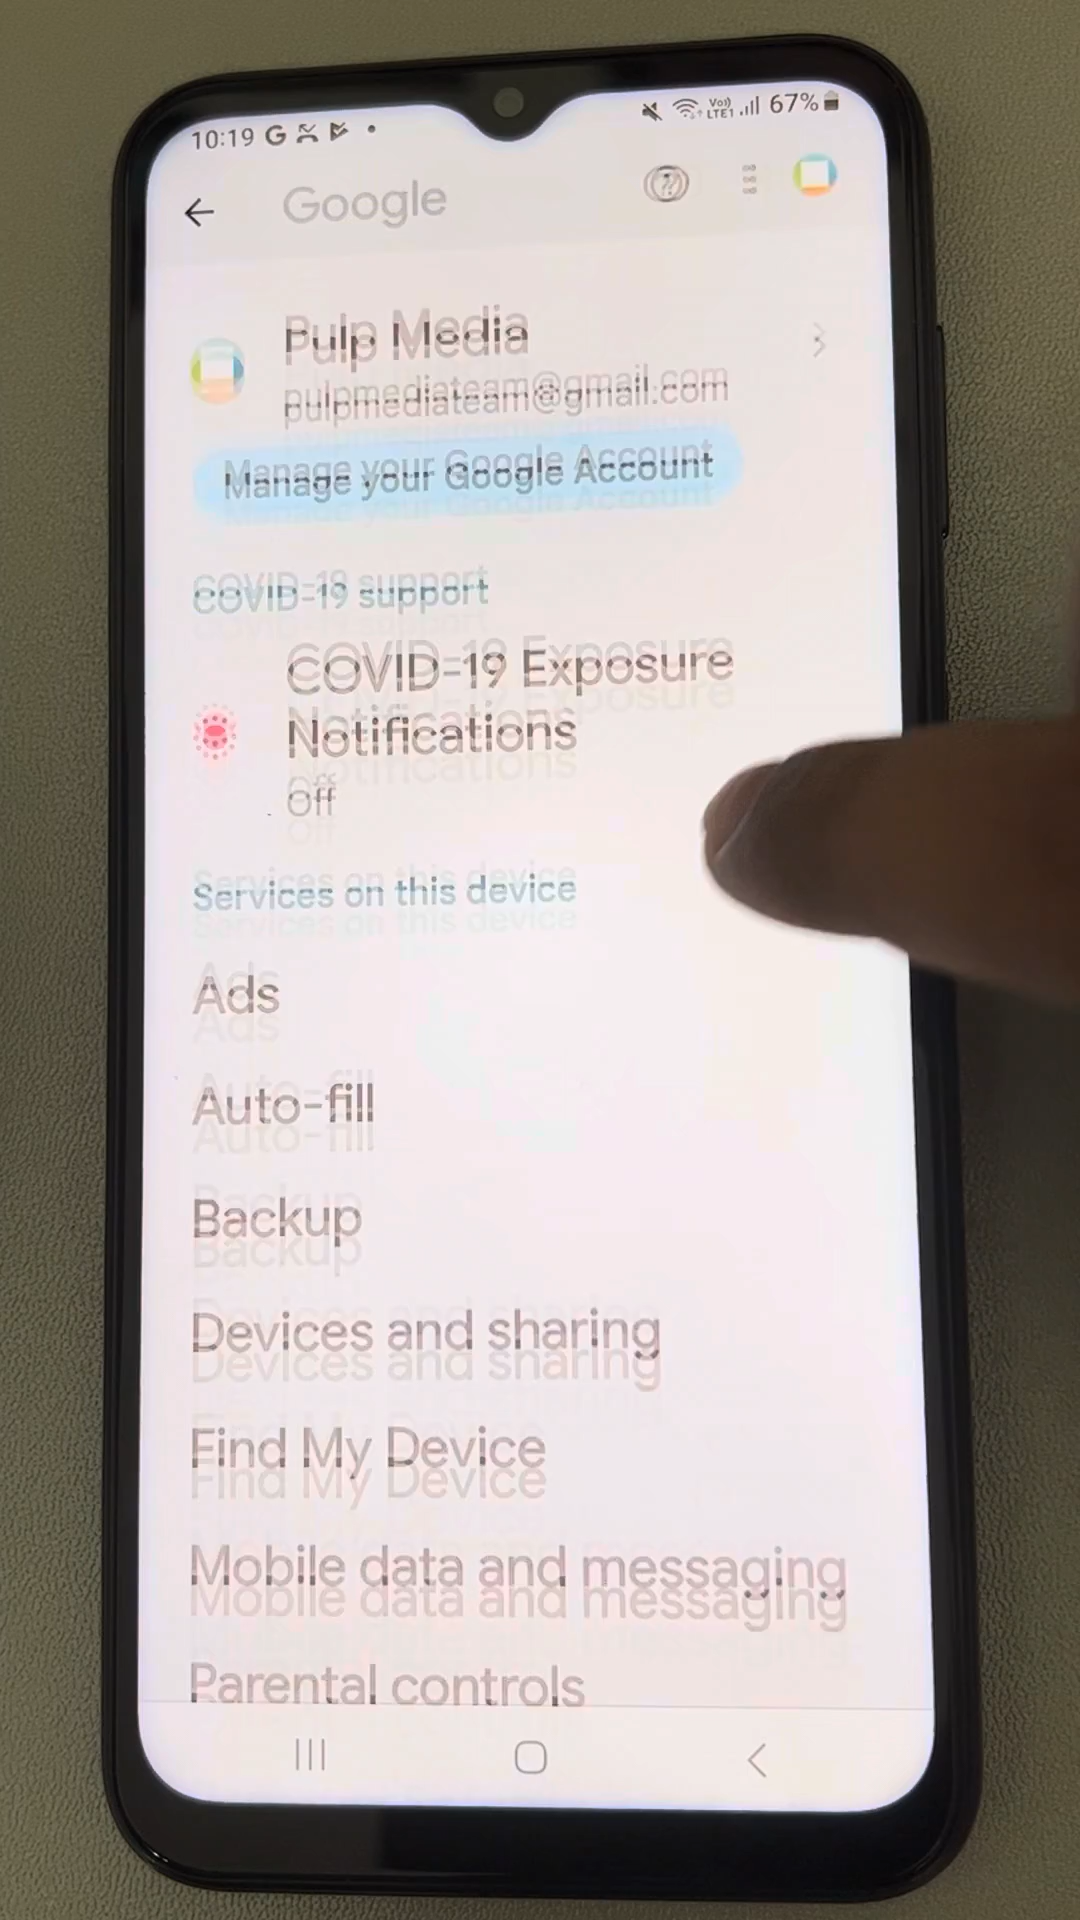 10:19
Vo))
LTE1
67%
Google
Pulp Media
pulpmediateam@gmail.com
Manage your Google Account
COVID-19 support
COVID-19 Exposure
Notifications
Off
Services on this device
Ads
Auto-fill
Backup
Devices and sharing
Find My Device
Mobile data and messaging
Parental controls